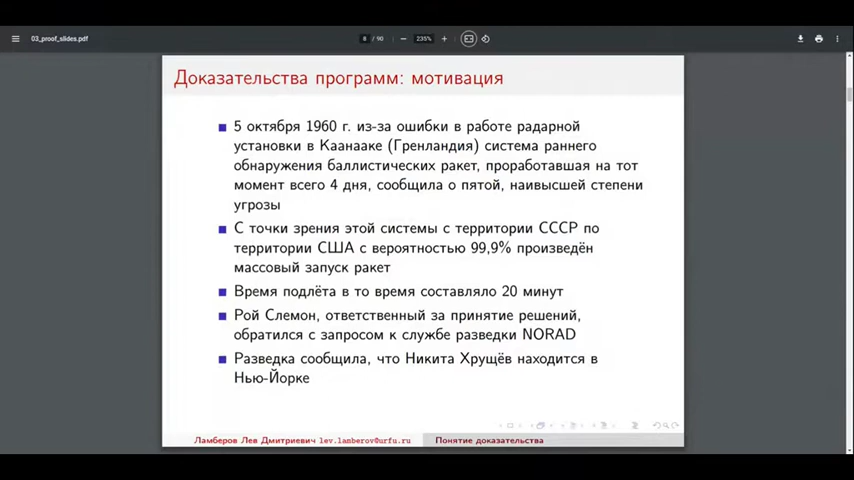 03_proof_slides.pdf
8 / 90
235%
Доказательства программ: мотивация
5 октября 1960 г. из-за ошибки в работе радарной
установки в Каанааке (Гренландия) система раннего
обнаружения баллистических ракет, проработавшая на тот
момент всего 4 дня, сообщила о пятой, наивысшей степени
угрозы
С точки зрения этой системы с территории СССР по
территории США с вероятностью 99,9% произведён
массовый запуск ракет
Время подлёта в то время составляло 20 минут
Рой Слемон, ответственный за принятие решений,
обратился с запросом к службе разведки NORAD
Разведка сообщила, что Никита Хрущёв находится в
Нью-Йорке
Ламберов Лев Дмитриевич lev.lamberov@urfu.ru
Понятие доказательства